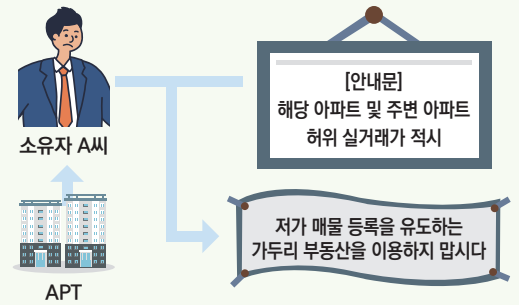 [안내문]
해당 아파트 및 주변 아파트
허위 실거래가 적시
소유자 A씨
저가 매물 등록을 유도하는
가두리 부동산을 이용하지 맙시다
APT